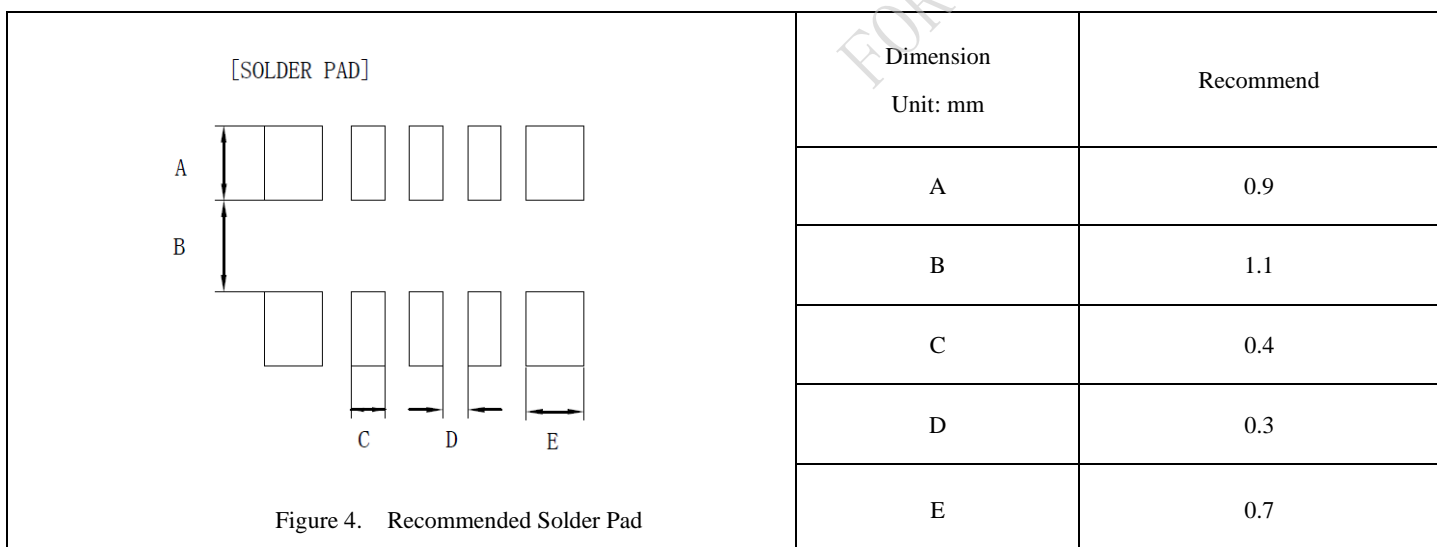 [SOLDER PAD]
A
B
C D E
Figure 4. Recommended Solder Pad
FOR
Dimension
Unit: mm
Recommend
A 0.9
B 1.1
C 0.4
D 0.3
E 0.7